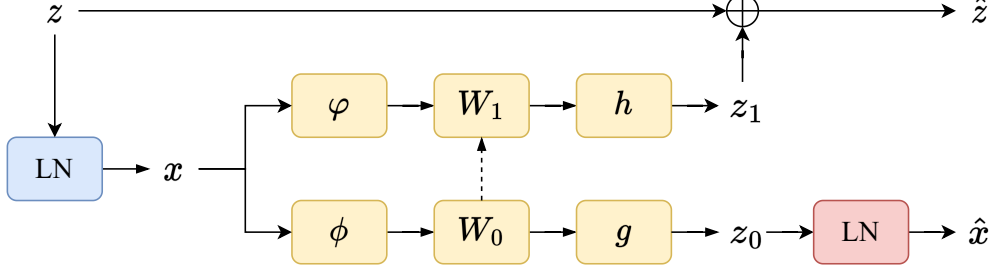 z ẑ
φ W₁ h z₁
LN x
ϕ W₀ g z₀ LN x̂